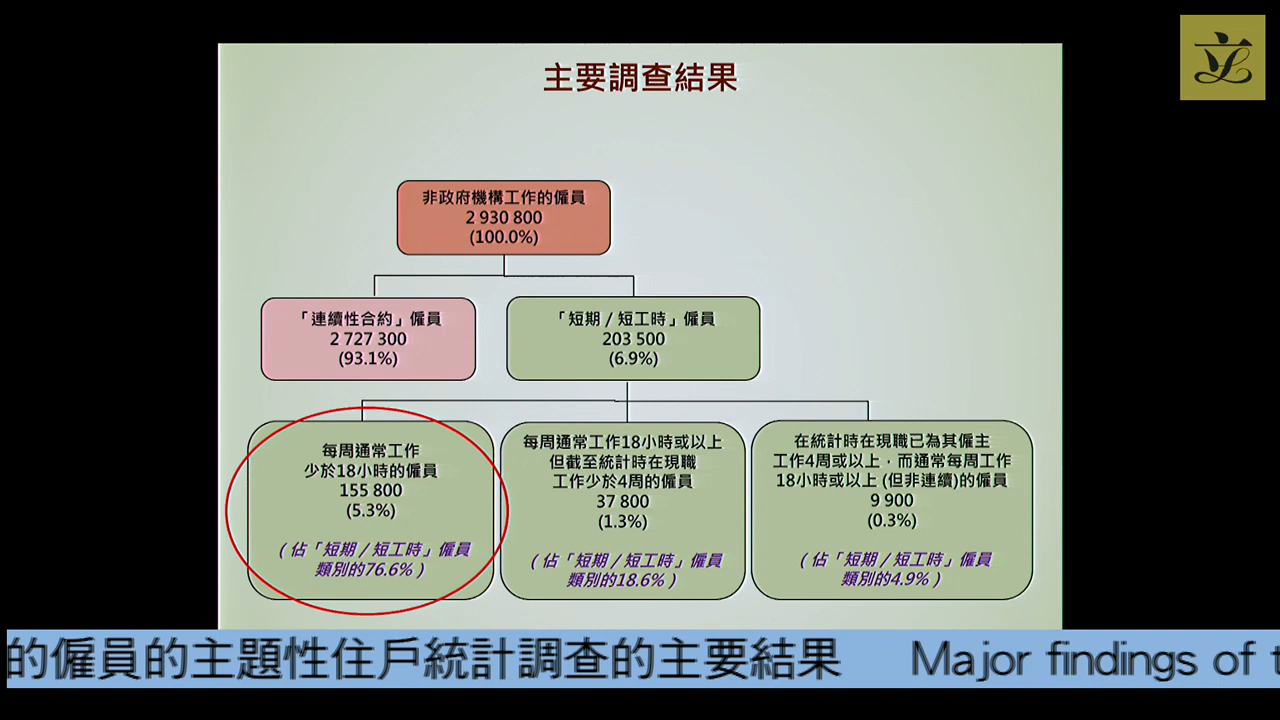 主要調查結果
非政府機構工作的僱員
2 930 800
(100.0%)
「連續性合約」僱員
2 727 300
(93.1%)
「短期/短工時」僱員
203 500
(6.9%)
每周通常工作
少於18小時的僱員
155 800
(5.3%)
(佔「短期/短工時」僱員
類別的76.6%)
每周通常工作18小時或以上
但截至統計時在現職
工作少於4周的僱員
37 800
(1.3%)
(佔「短期/短工時」僱員
類別的18.6%)
在統計時在現職已為其僱主
工作4周或以上，而通常每周工作
18小時或以上 (但非連續)的僱員
9 900
(0.3%)
(佔「短期/短工時」僱員
類別的4.9%)
的僱員的主題性住戶統計調查的主要結果 Major findings of t